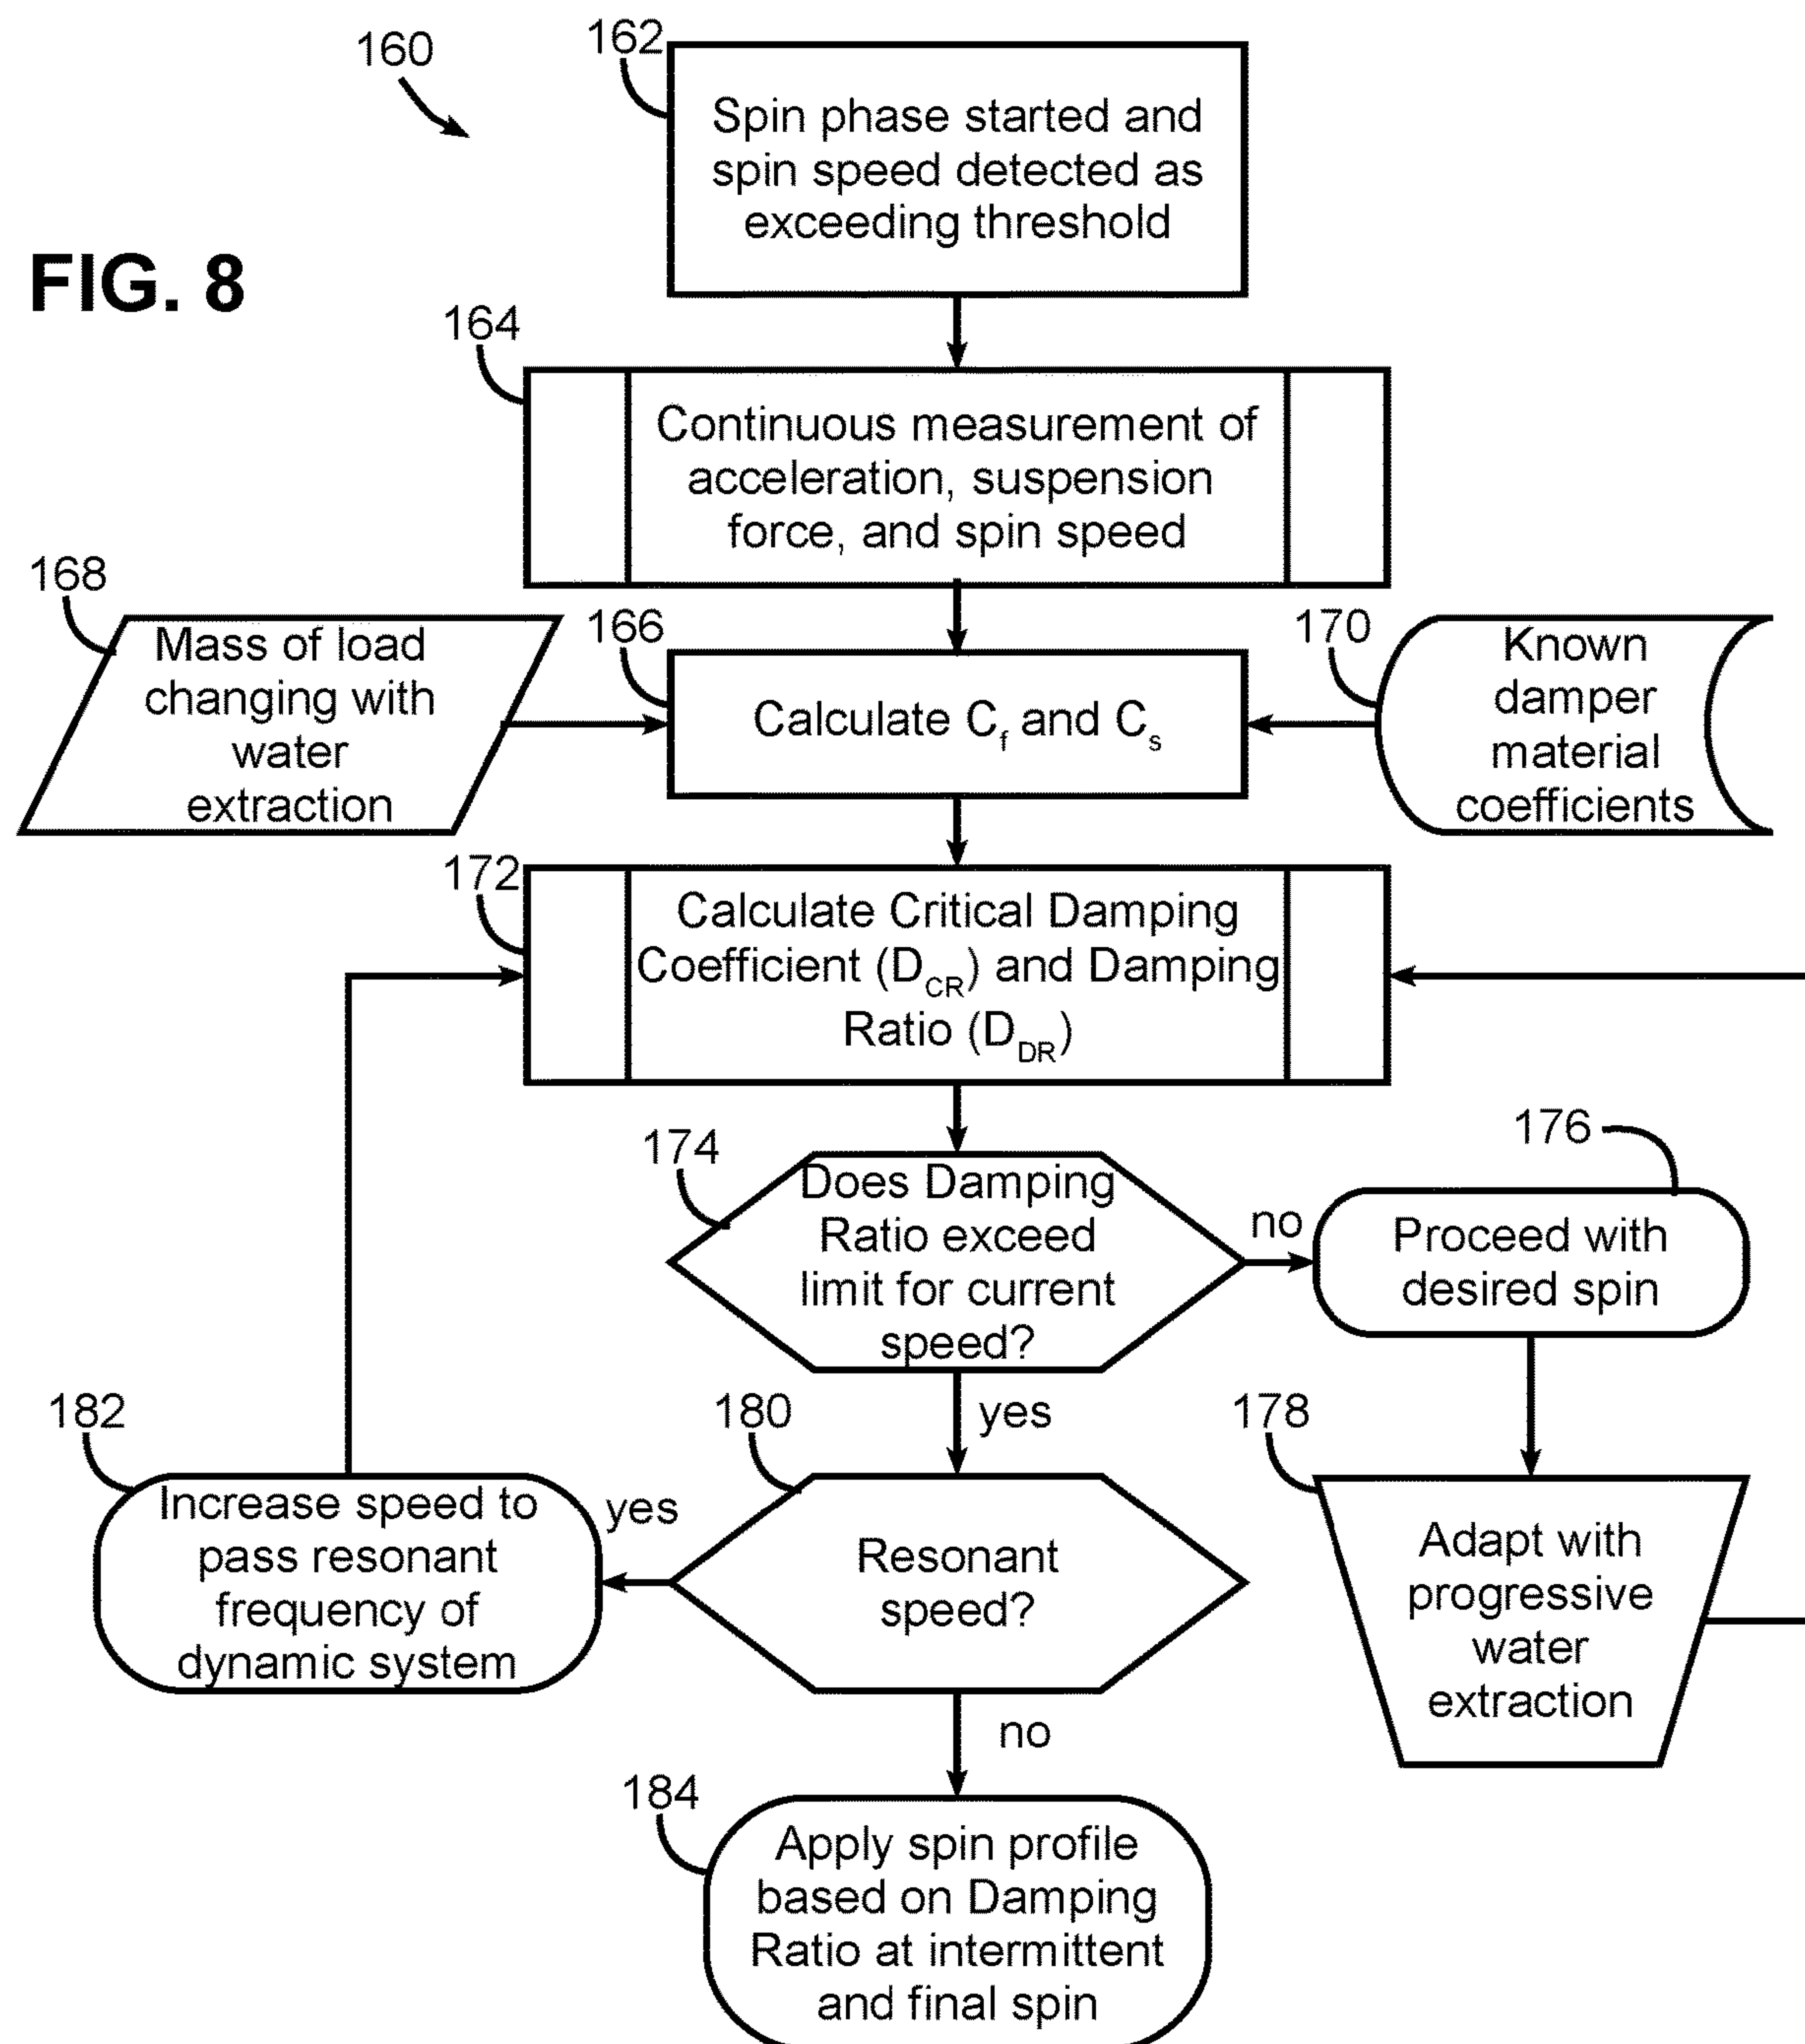 160
162
Spin phase started and
spin speed detected as
exceeding threshold
FIG. 8
164
Continuous measurement of
acceleration, suspension
force, and spin speed
168
Mass of load
changing with
water
extraction
166
Calculate Cf and Cs
170
Known
damper
material
coefficients
172
Calculate Critical Damping
Coefficient (DCR) and Damping
Ratio (DDR)
174
Does Damping
Ratio exceed
limit for current
speed?
no
176
Proceed with
desired spin
yes
182
Increase speed to
pass resonant
frequency of
dynamic system
yes
180
Resonant
speed?
178
Adapt with
progressive
water
extraction
no
184
Apply spin profile
based on Damping
Ratio at intermittent
and final spin